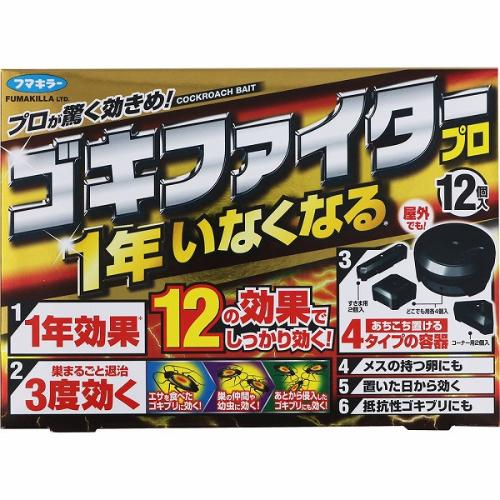 フマキラー
FUMAKILLA LTD.
プロが驚く効きめ!
COCKROACH BAIT
ゴキファイター
プロ
12個入
1年いなくなる
屋外でも!
1
1年効果
12の効果で
しっかり効く!
2
巣まるごと退治
3度効く
エサを食べた
ゴキブリに効く!
巣の仲間や
幼虫に効く!
あとから侵入した
ゴキブリにも効く!
3
すきま用
2個入
どこでも用各4個入
コーナー用2個入
あちこち置ける
4タイプの容器
4 メスの持つ卵にも
5 置いた日から効く
6 抵抗性ゴキブリにも